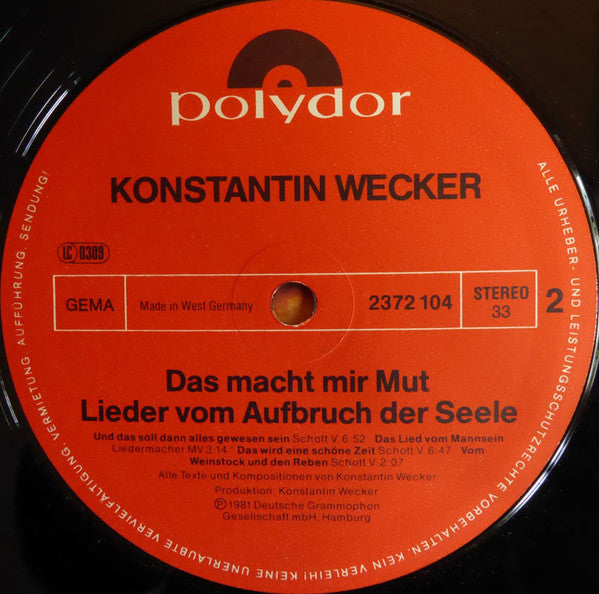 polydor
KONSTANTIN WECKER
LC 0309
GEMA
Made in West Germany
2372 104
STEREO
33
2
Das macht mir Mut
Lieder vom Aufbruch der Seele
Und das soll dann alles gewesen sein Schott V. 6:52 Das Lied vom Mannsein
Liedermacher MV 3:14 Das wird eine schöne Zeit Schott V. 6:47 Vom
Weinstock und den Reben Schott V. 2:07
Alle Texte und Kompositionen von Konstantin Wecker
Produktion: Konstantin Wecker
Ⓟ 1981 Deutsche Grammophon
Gesellschaft mbH, Hamburg
ALLE URHEBER- UND LEISTUNGSSCHUTZRECHTE VORBEHALTEN. KEIN VERLEIH! KEINE UNERLAUBTE VERVIELFÄLTIGUNG, VERMIETUNG, AUFFÜHRUNG, SENDUNG!